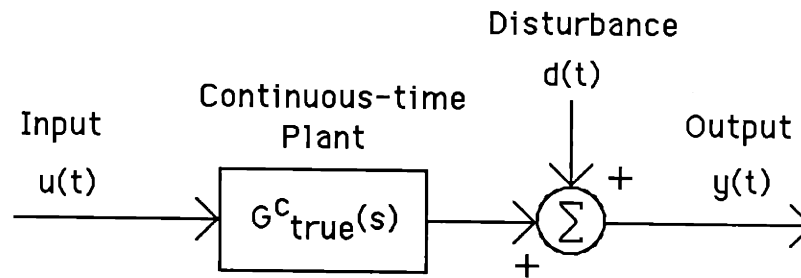 Disturbance
d(t)
Continuous-time
Plant
Input
u(t)
G^c_true(s)
Output
y(t)
+
Σ
+